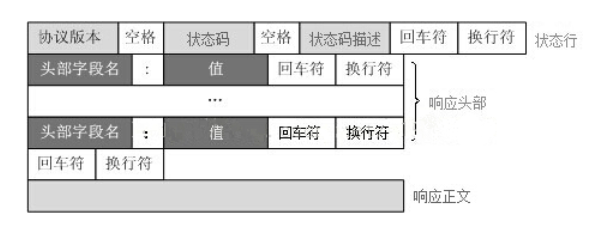 协议版本 空格 状态码 空格 状态码描述 回车符 换行符 状态行
头部字段名 : 值 回车符 换行符
...
响应头部
头部字段名 : 值 回车符 换行符
回车符 换行符
响应正文